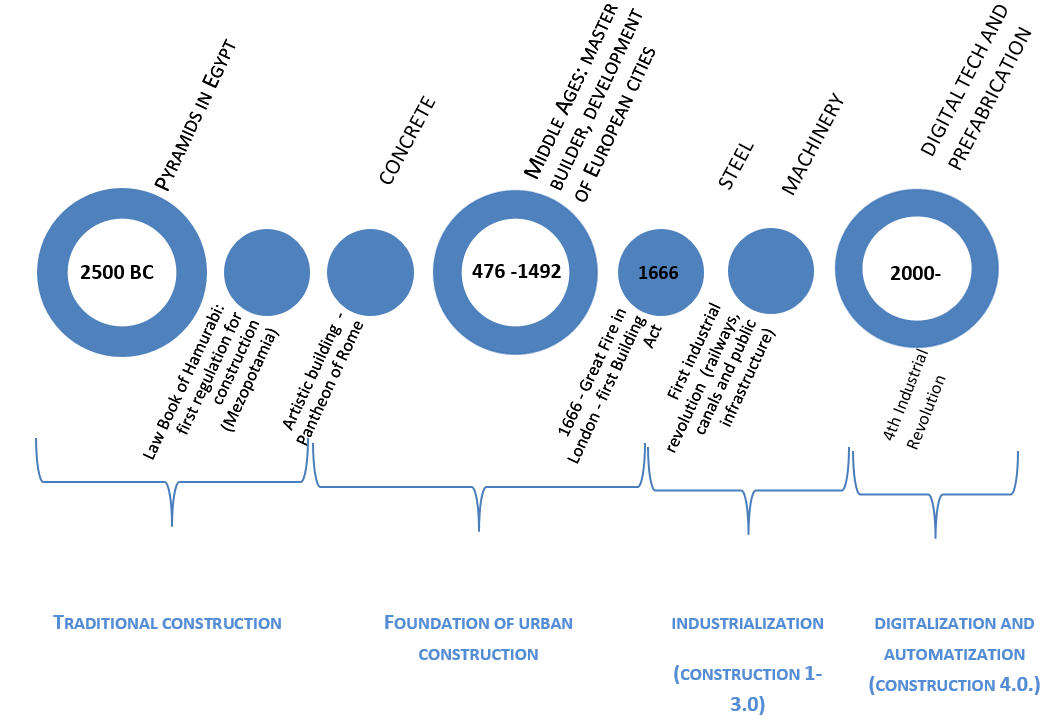 PYRAMIDS IN EGYPT
CONCRETE
MIDDLE AGES: MASTER
BUILDER, DEVELOPMENT
OF EUROPEAN CITIES
STEEL
MACHINERY
DIGITAL TECH AND
PREFABRICATION
2500 BC
476 -1492
1666
2000-
Law Book of Hamurabi:
first regulation for
construction
(Mezopotamia)
Artistic building -
Pantheon of Rome
1666 - Great Fire in
London - first Building
Act
First industrial
revolution (railways,
canals and public
infrastructure)
4th Industrial
Revolution
TRADITIONAL CONSTRUCTION
FOUNDATION OF URBAN
CONSTRUCTION
INDUSTRIALIZATION
(CONSTRUCTION 1-
3.0)
DIGITALIZATION AND
AUTOMATIZATION
(CONSTRUCTION 4.0.)